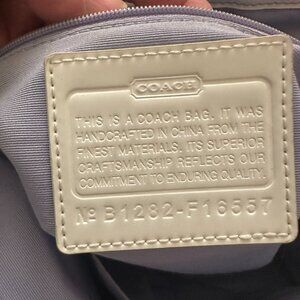 COACH
THIS IS A COACH BAG. IT WAS
HANDCRAFTED IN CHINA FROM THE
FINEST MATERIALS. ITS SUPERIOR
CRAFTSMANSHIP REFLECTS OUR
COMMITMENT TO ENDURING QUALITY.
Nº B1282-F16557